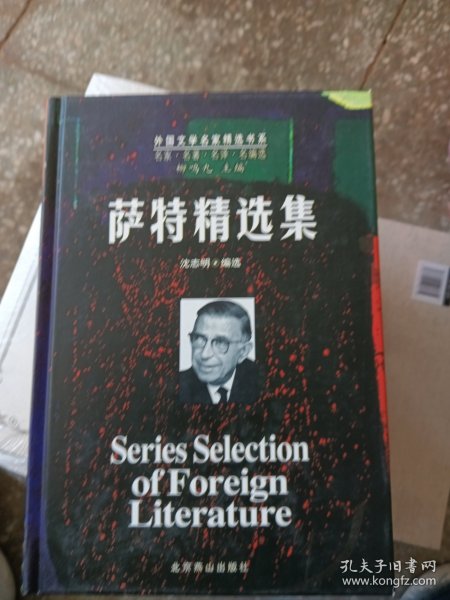 外国文学名家精选书系
名家·名著·名译·名编选
柳鸣九 主编
萨特精选集
沈志明·编选
Series Selection
of Foreign
Literature
北京燕山出版社
孔夫子旧书网
www.kongfz.com